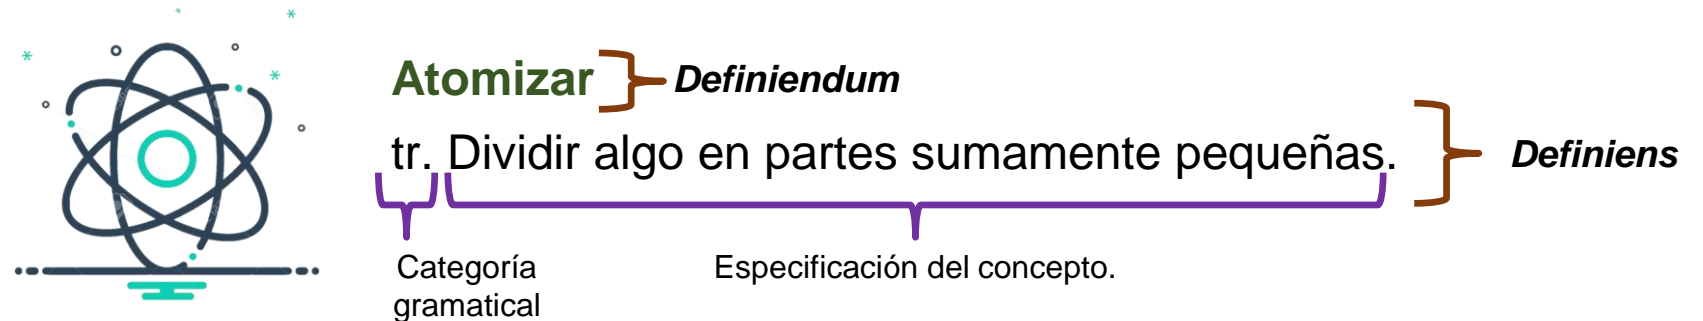 Atomizar
Definiendum
tr. Dividir algo en partes sumamente pequeñas.
Definiens
Categoría
gramatical
Especificación del concepto.